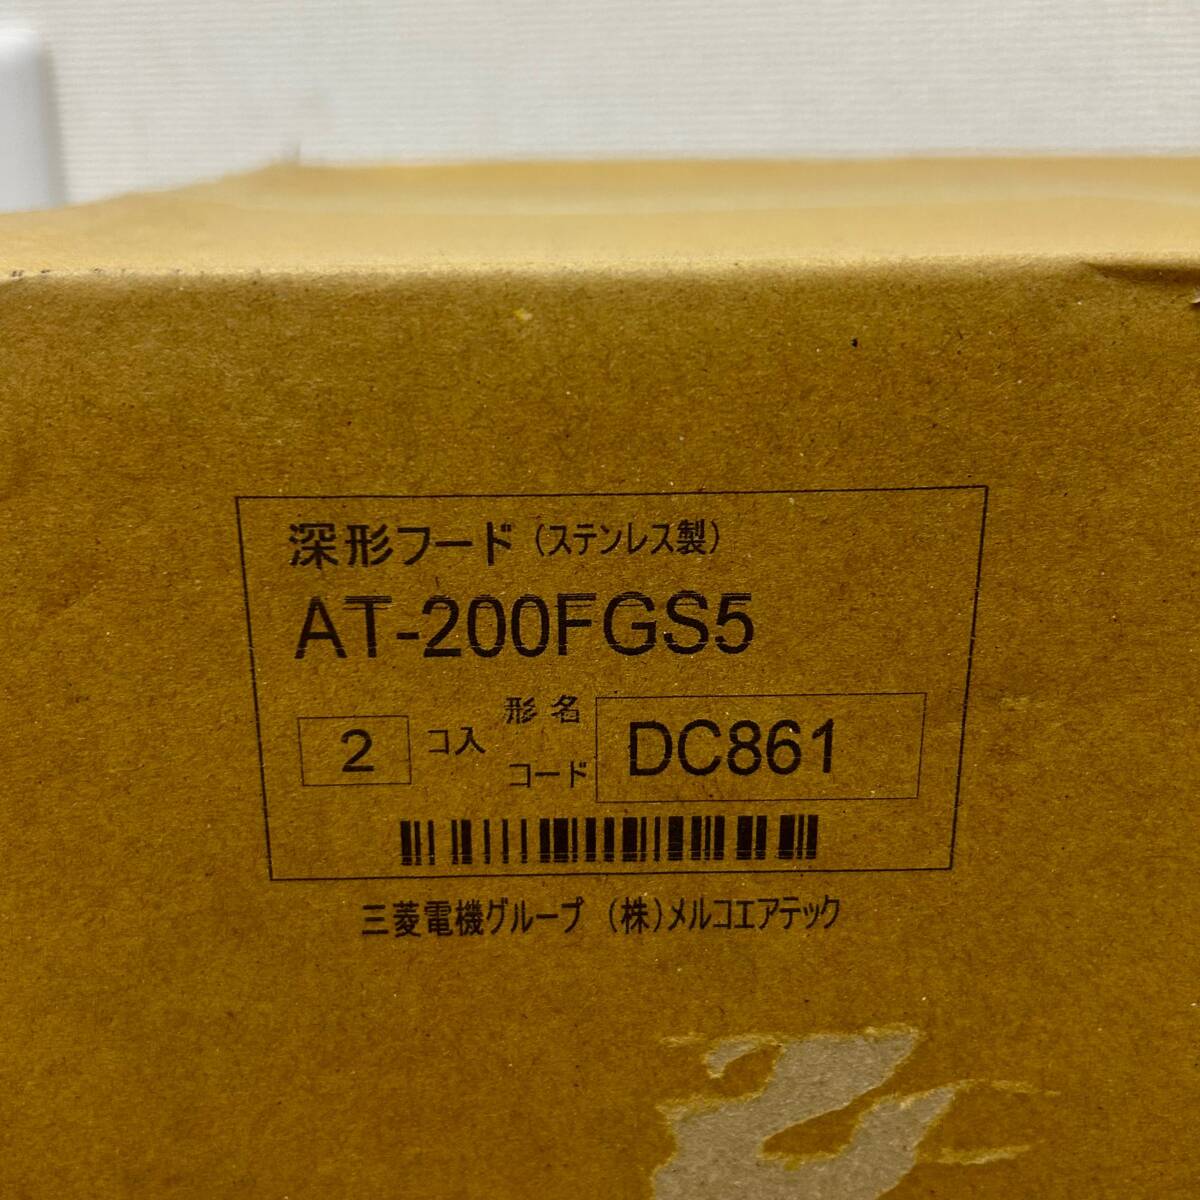 深形フード（ステンレス製）
AT-200FGS5
2 コ入 形名コード DC861
三菱電機グループ （株）メルコエアテック